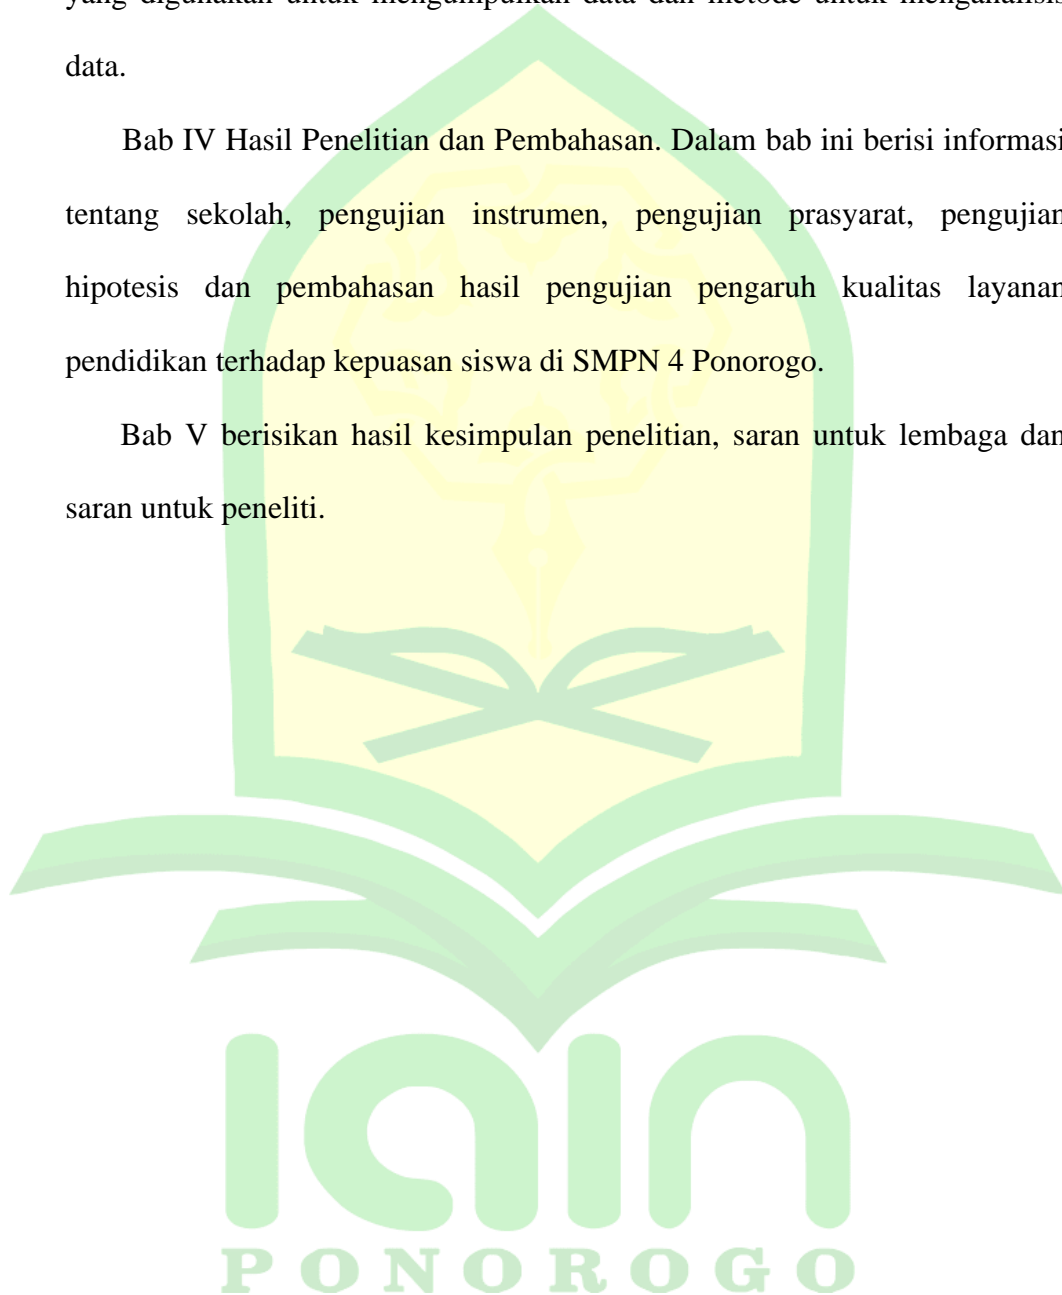 yang digunakan untuk mengumpulkan data dan metode untuk menganalisis
data.
Bab IV Hasil Penelitian dan Pembahasan. Dalam bab ini berisi informasi
tentang sekolah, pengujian instrumen, pengujian prasyarat, pengujian
hipotesis dan pembahasan hasil pengujian pengaruh kualitas layanan
pendidikan terhadap kepuasan siswa di SMPN 4 Ponorogo.
Bab V berisikan hasil kesimpulan penelitian, saran untuk lembaga dan
saran untuk peneliti.
IAIN
PONOROGO